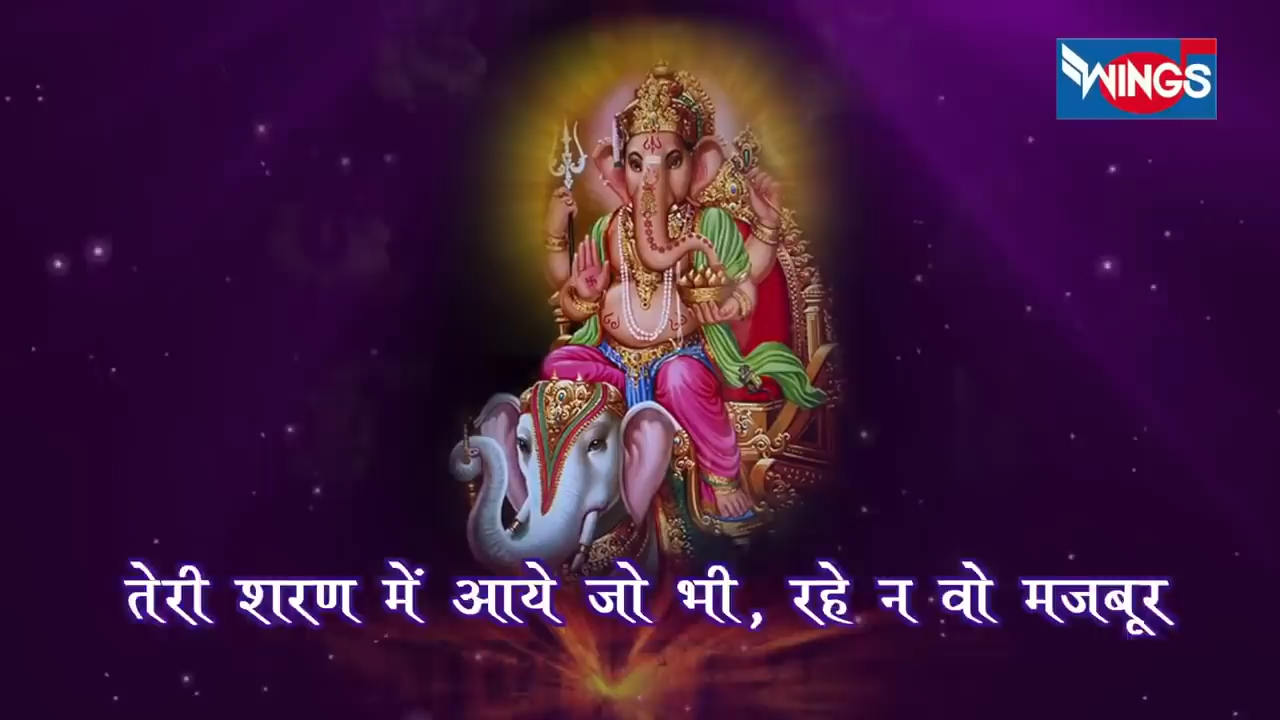 WINGS
तेरी शरण में आये जो भी, रहे न वो मजबूर